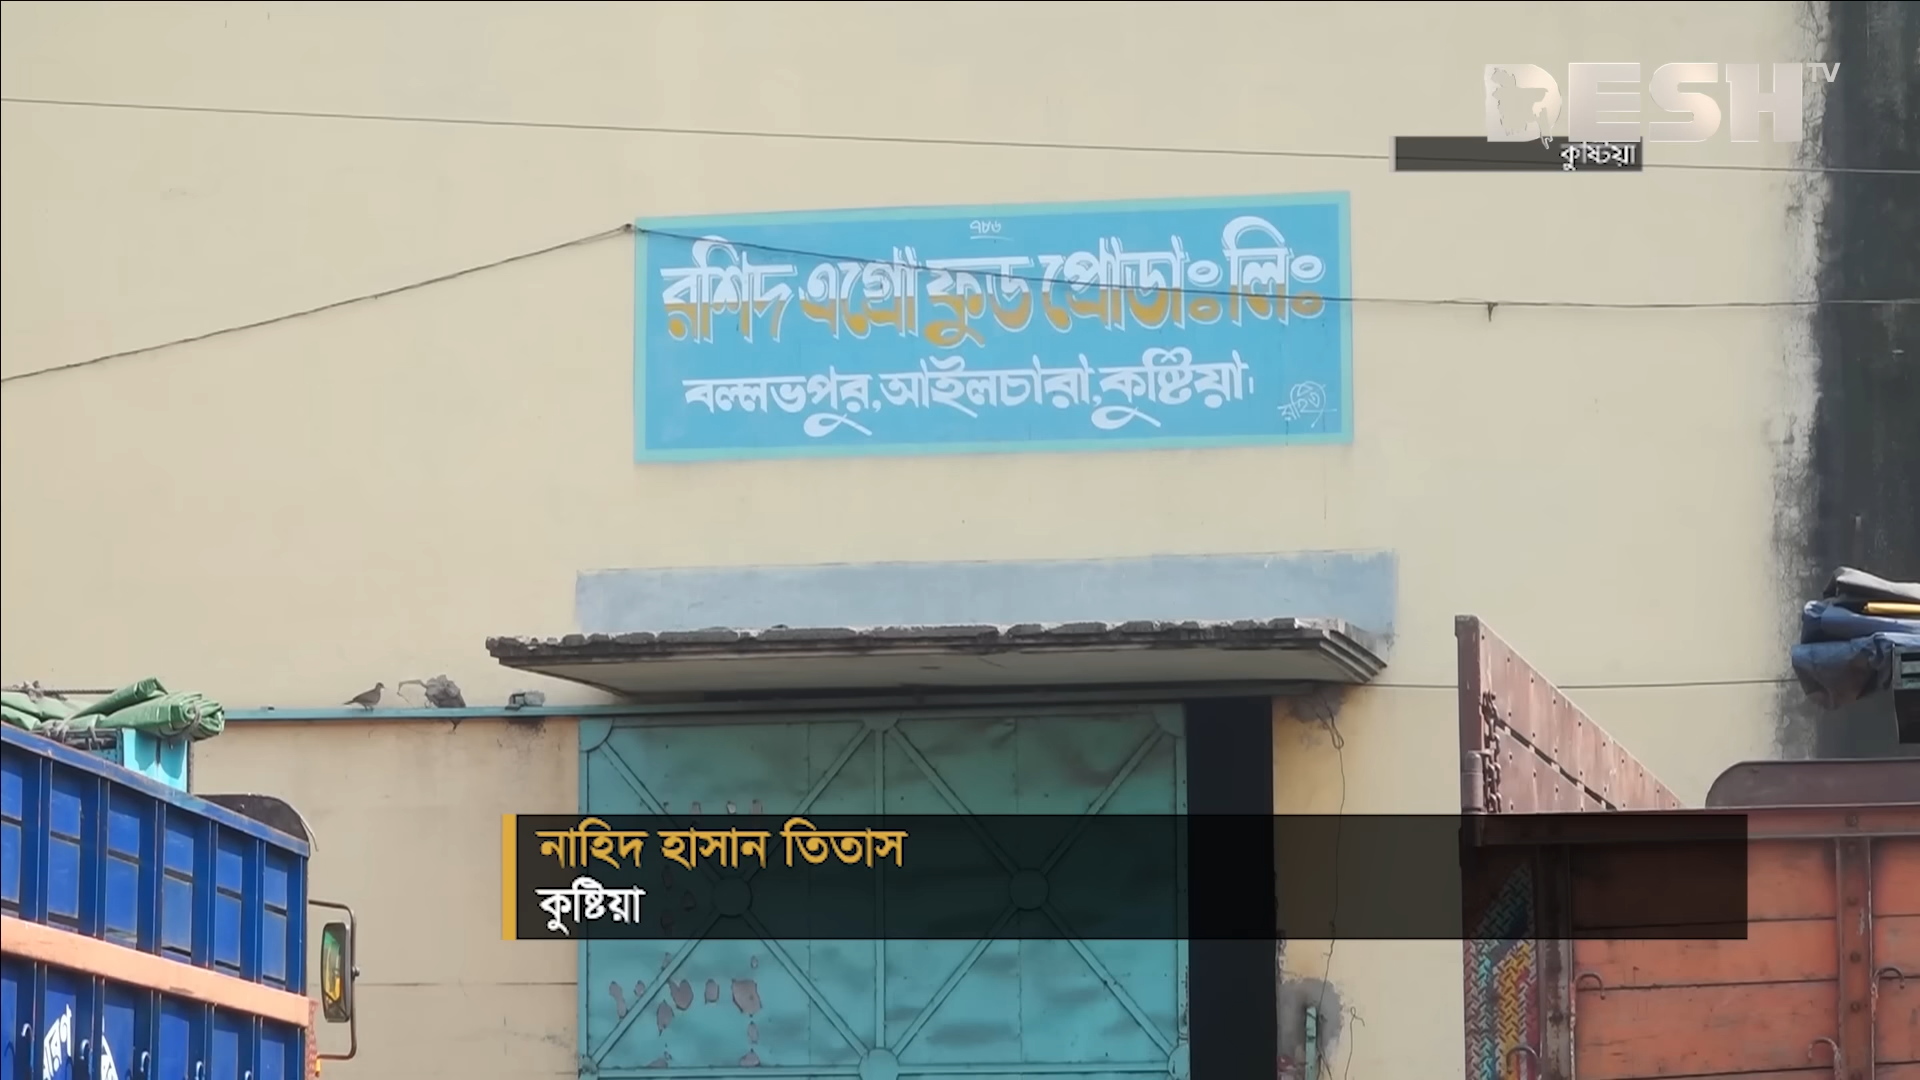 DESH TV
কুষ্টিয়া
৭৮৬
রশিদ এগ্রো ফুড প্রোডাঃ লিঃ
বল্লভপুর, আইলচারা, কুষ্টিয়া।
নাহিদ হাসান তিতাস
কুষ্টিয়া